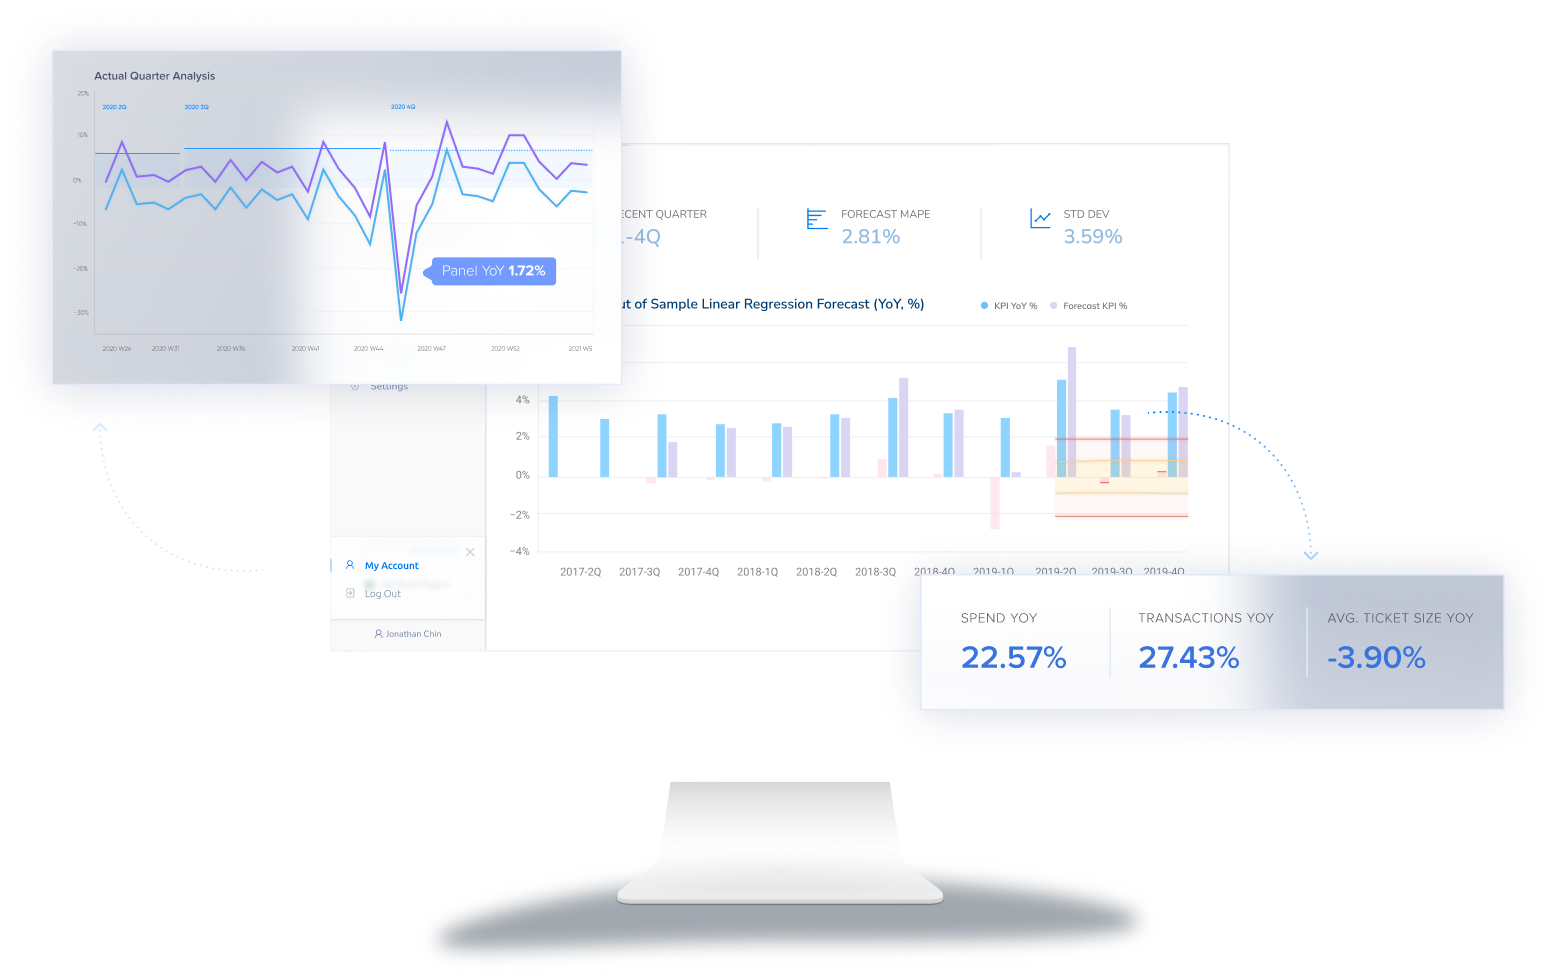 Actual Quarter Analysis
20%
2020 2Q 2020 3Q 2020 4Q
10%
0%
-10%
-20%
-30%
Panel YoY 1.72%
2020 W26 2020 W31 2020 W36 2020 W41 2020 W44 2020 W47 2020 W52 2021 W5
ECENT QUARTER
.-4Q
FORECAST MAPE
2.81%
STD DEV
3.59%
ut of Sample Linear Regression Forecast (YoY, %)
KPI YoY % Forecast KPI %
4%
2%
0%
-2%
-4%
2017-2Q 2017-3Q 2017-4Q 2018-1Q 2018-2Q 2018-3Q 2018-4Q 2019-1Q 2019-2Q 2019-3Q 2019-4Q
Settings
My Account
Log Out
Jonathan Chin
SPEND YOY
22.57%
TRANSACTIONS YOY
27.43%
AVG. TICKET SIZE YOY
-3.90%